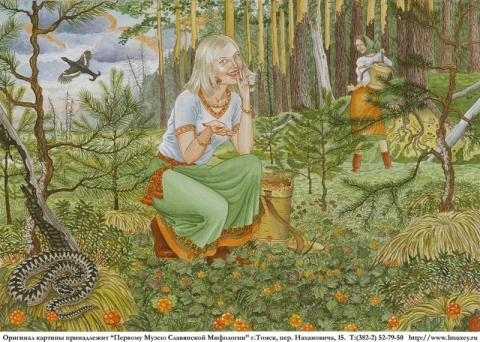 Оригинал картины принадлежит "Первому Музею Славянской Мифологии" г.Томск, пер. Нахановича, 15. Т:(382-2) 52-79-50 http://www.1muzey.ru